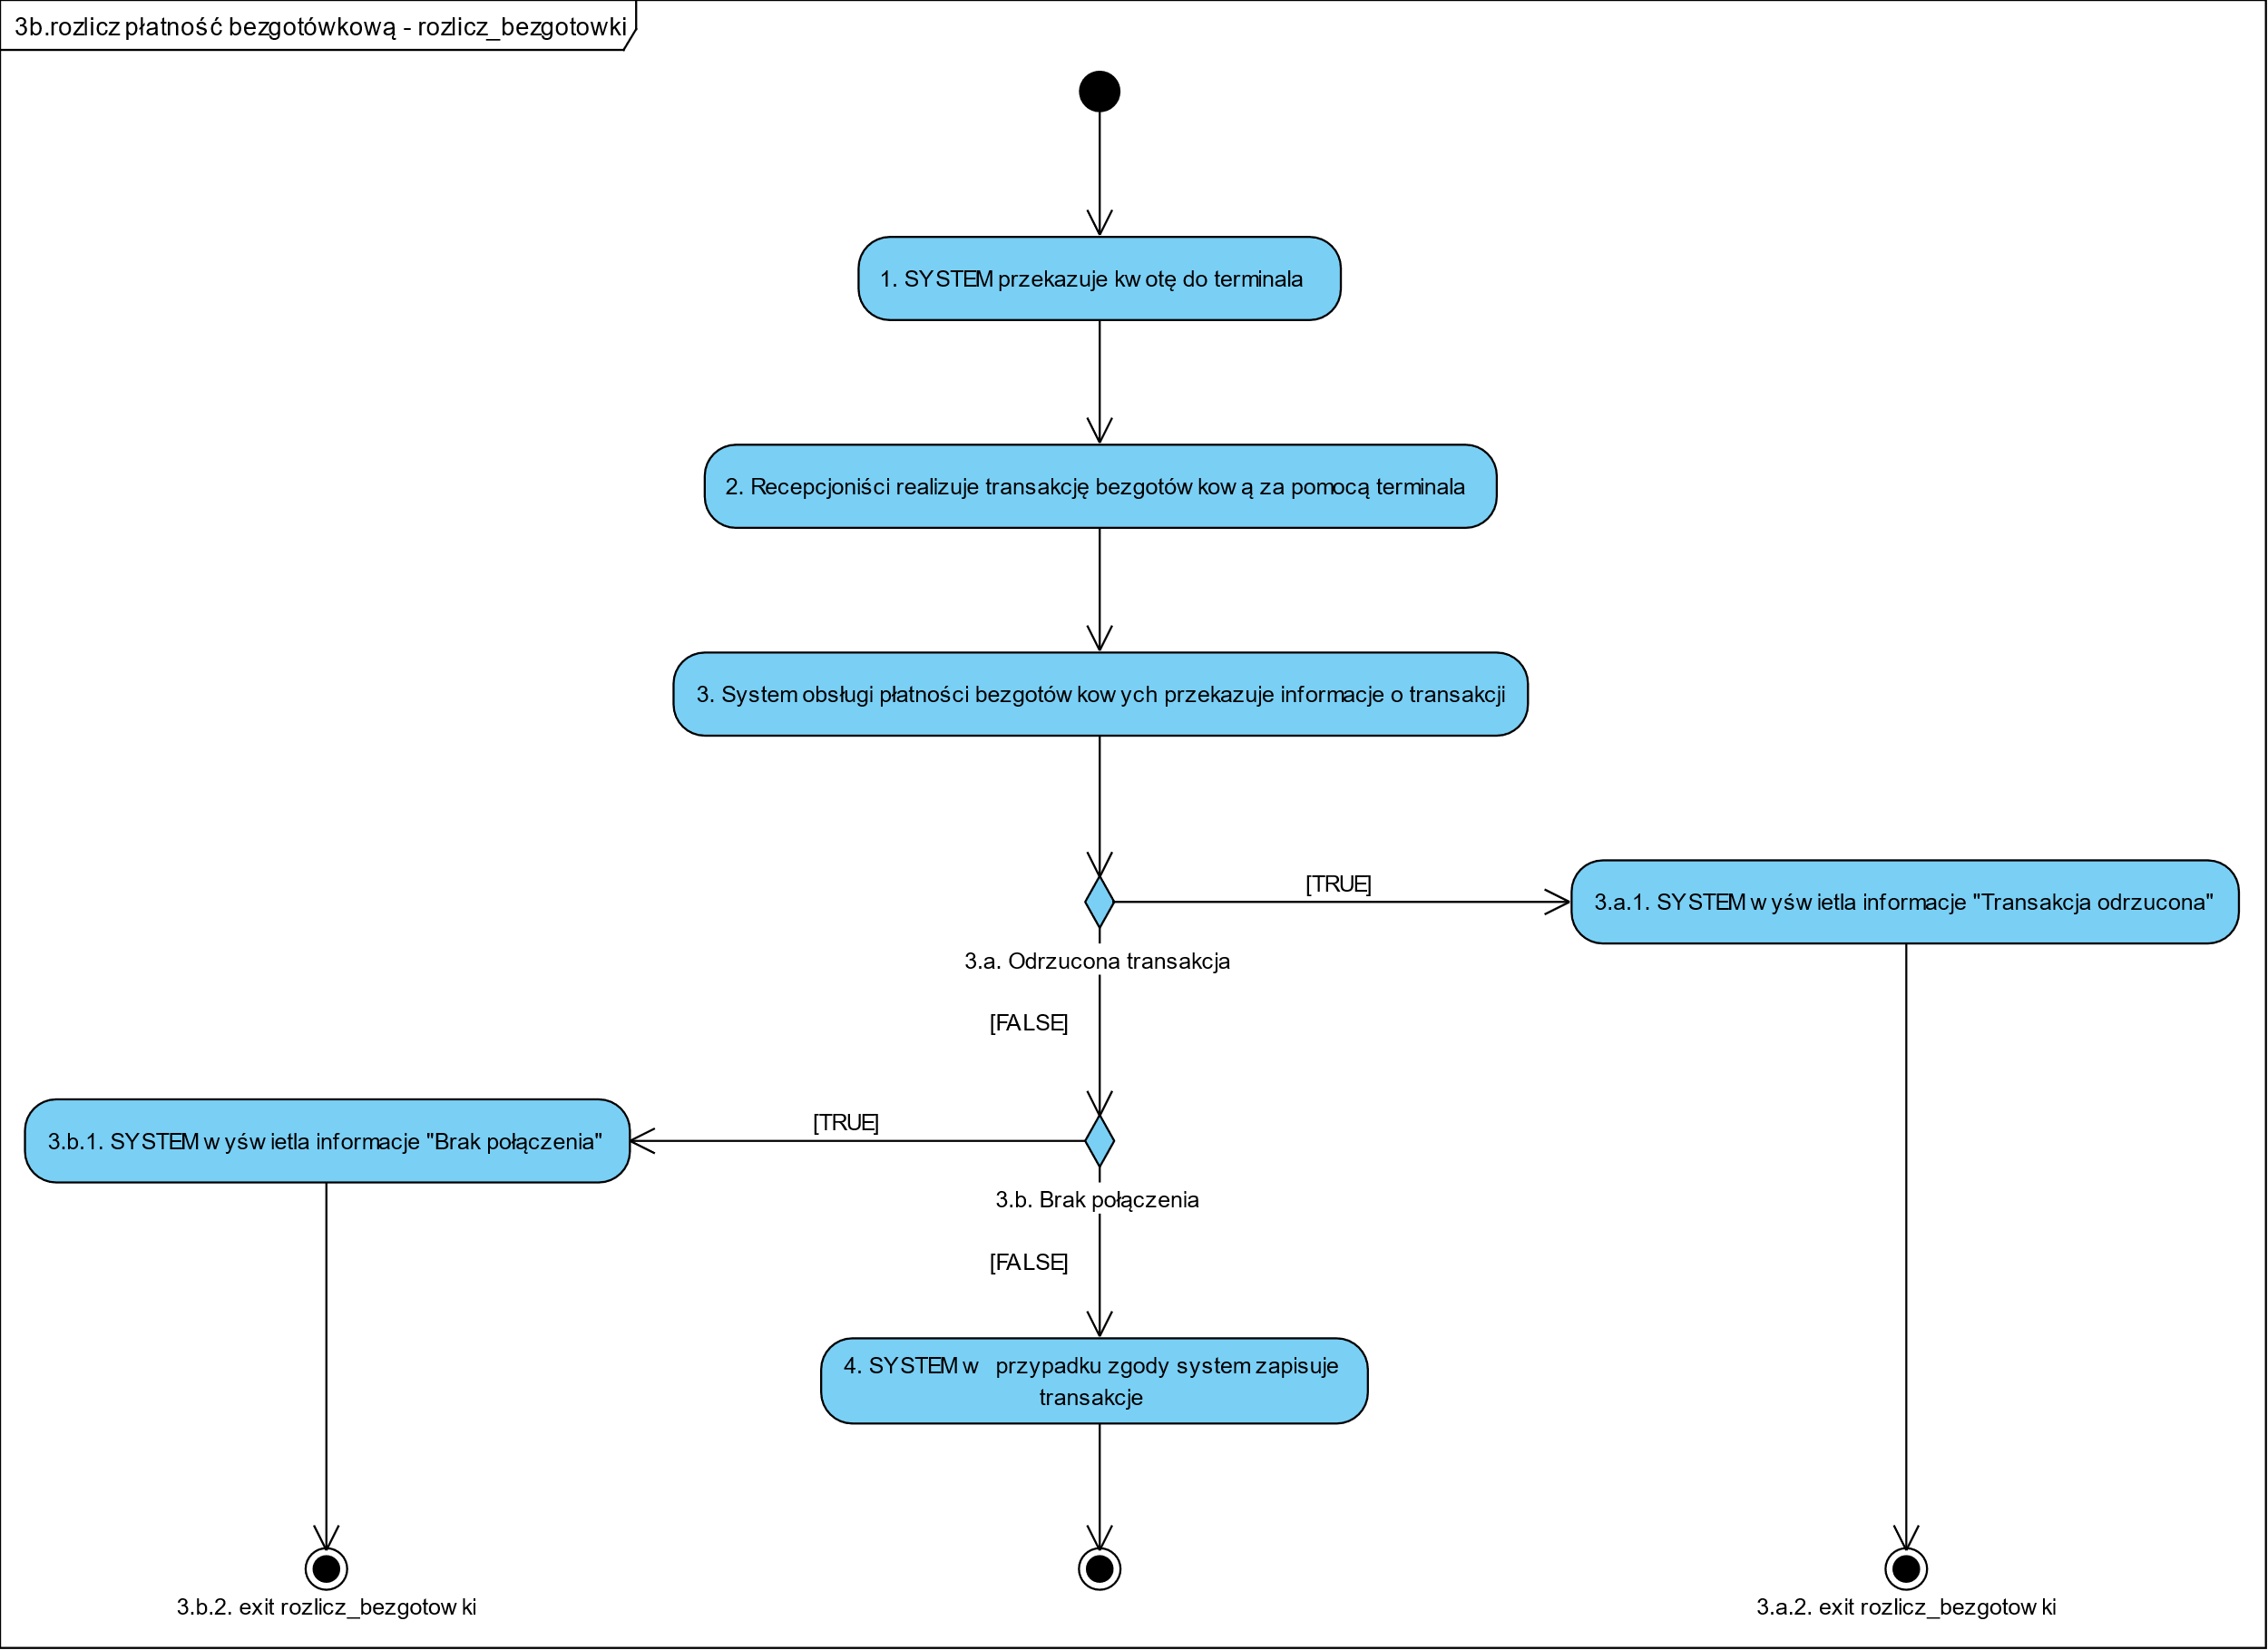 3b.rozlicz płatność bezgotówkową - rozlicz_bezgotowki
1. SYSTEM przekazuje kwotę do terminala
2. Recepcjoniści realizuje transakcję bezgotówkową za pomocą terminala
3. System obsługi płatności bezgotówkowych przekazuje informacje o transakcji
[TRUE]
3.a.1. SYSTEM wyświetla informacje "Transakcja odrzucona"
3.a. Odrzucona transakcja
[FALSE]
[TRUE]
3.b.1. SYSTEM wyświetla informacje "Brak połączenia"
3.b. Brak połączenia
[FALSE]
4. SYSTEM w przypadku zgody system zapisuje
transakcje
3.b.2. exit rozlicz_bezgotowki
3.a.2. exit rozlicz_bezgotowki